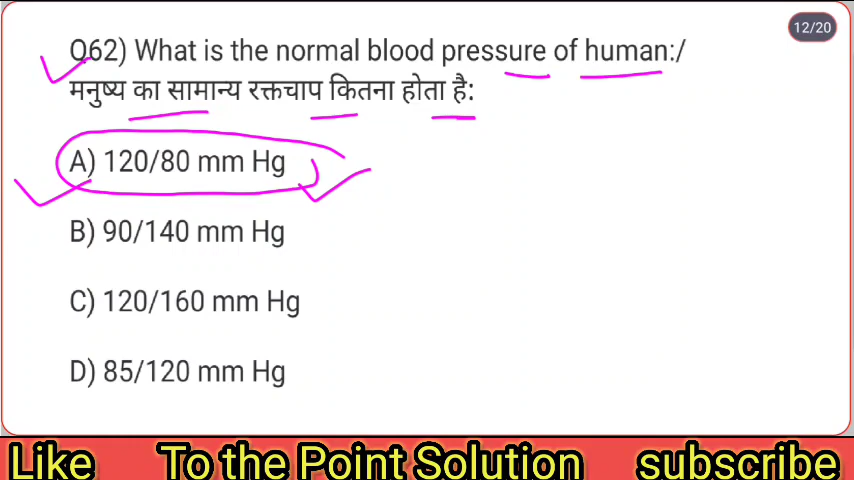 12/20
Q62) What is the normal blood pressure of human:/
मनुष्य का सामान्य रक्तचाप कितना होता है:
A) 120/80 mm Hg
B) 90/140 mm Hg
C) 120/160 mm Hg
D) 85/120 mm Hg
Like To the Point Solution subscribe